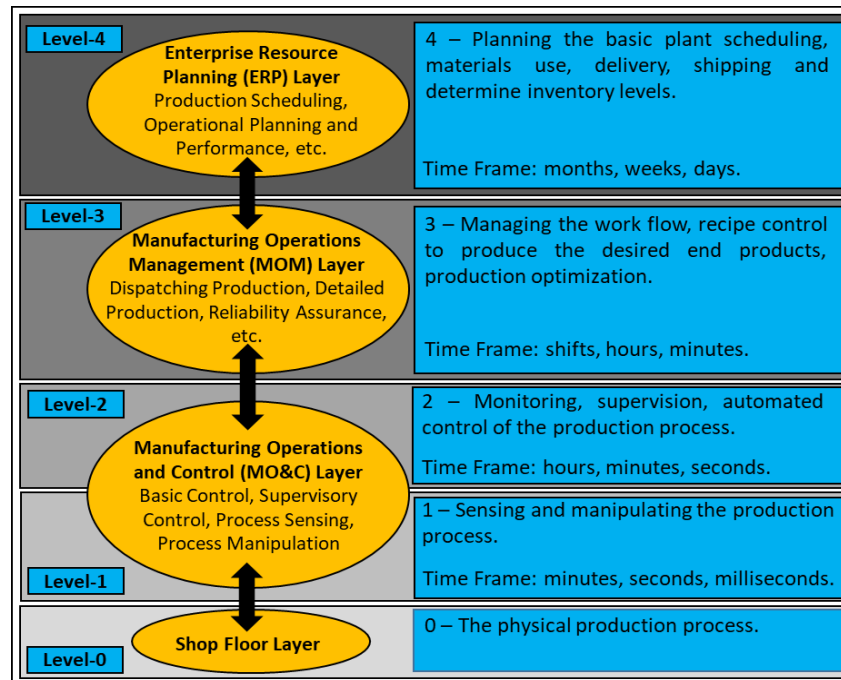 Level-4
Enterprise Resource
Planning (ERP) Layer
Production Scheduling,
Operational Planning and
Performance, etc.
4 – Planning the basic plant scheduling,
materials use, delivery, shipping and
determine inventory levels.
Time Frame: months, weeks, days.
Level-3
Manufacturing Operations
Management (MOM) Layer
Dispatching Production, Detailed
Production, Reliability Assurance,
etc.
3 – Managing the work flow, recipe control
to produce the desired end products,
production optimization.
Time Frame: shifts, hours, minutes.
Level-2
Manufacturing Operations
and Control (MO&C) Layer
Basic Control, Supervisory
Control, Process Sensing,
Process Manipulation
2 – Monitoring, supervision, automated
control of the production process.
Time Frame: hours, minutes, seconds.
1 – Sensing and manipulating the production
process.
Time Frame: minutes, seconds, milliseconds.
Level-1
Shop Floor Layer
0 – The physical production process.
Level-0